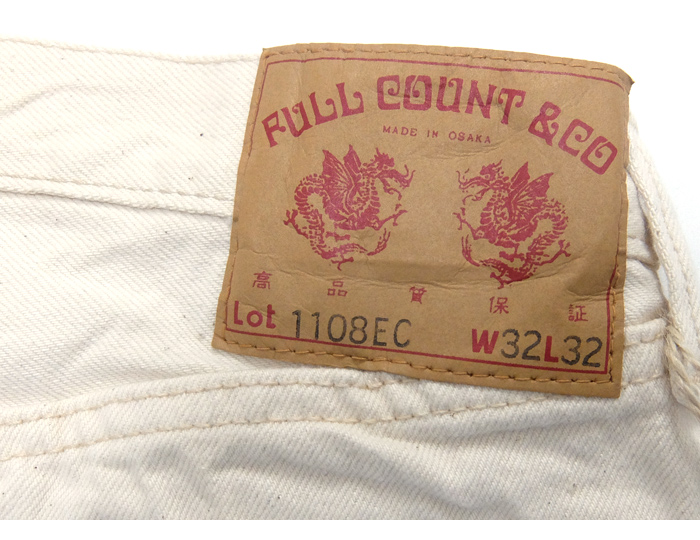 FULL COUNT & CO
MADE IN OSAKA
高品質保証
Lot 1108EC W32L32